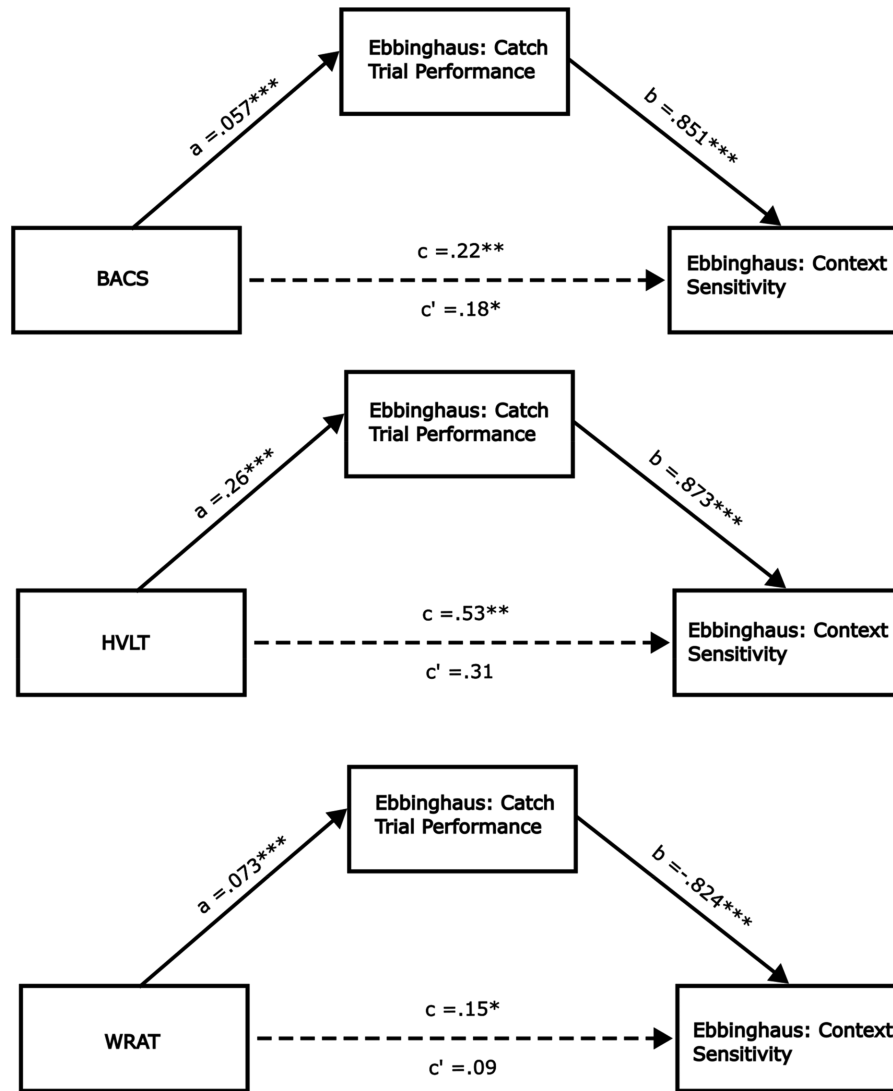 Ebbinghaus: Catch
Trial Performance
a =.057***
b =.851***
BACS
c =.22**
c' =.18*
Ebbinghaus: Context
Sensitivity
Ebbinghaus: Catch
Trial Performance
a =.26***
b =.873***
HVLT
c =.53**
c' =.31
Ebbinghaus: Context
Sensitivity
Ebbinghaus: Catch
Trial Performance
a =.073***
b =-.824***
WRAT
c =.15*
c' =.09
Ebbinghaus: Context
Sensitivity